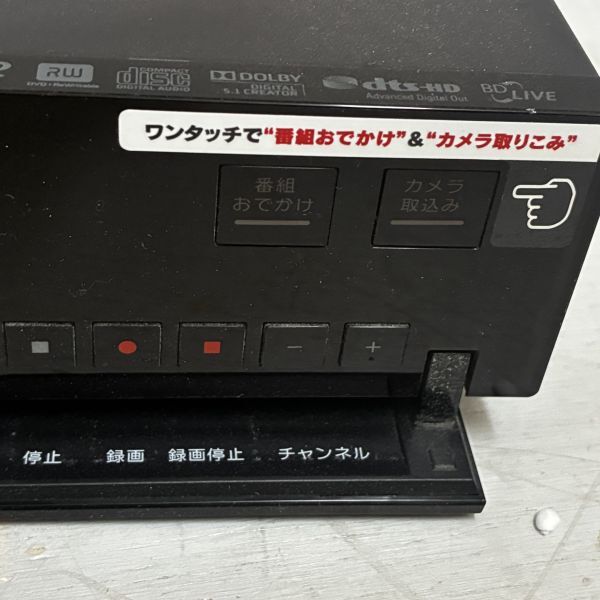 RW
DVD+ReWritable
COMPACT
disc
DIGITAL AUDIO
DOLBY
DIGITAL
5.1 CREATOR
dts-HD
Advanced Digital Out
BD LIVE
ワンタッチで“番組おでかけ”&“カメラ取りこみ”
番組
おでかけ
カメラ
取込み
停止 録画 録画停止 チャンネル